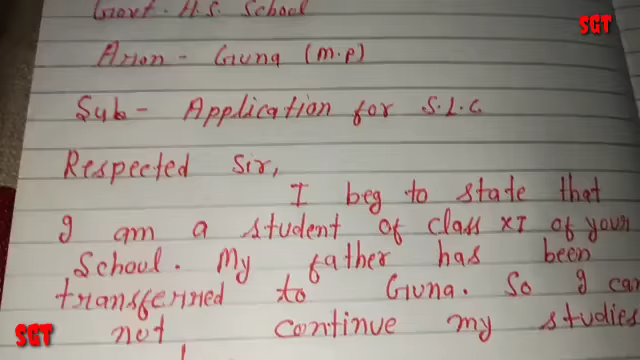 Govt. H.S. School
SGT
Aron - Guna (M.P)
Sub - Application for S.L.C.
Respected Sir,
I beg to state that
I am a student of class XI of your
School. My father has been
transferred to Guna. So I can
not continue my studies
SGT